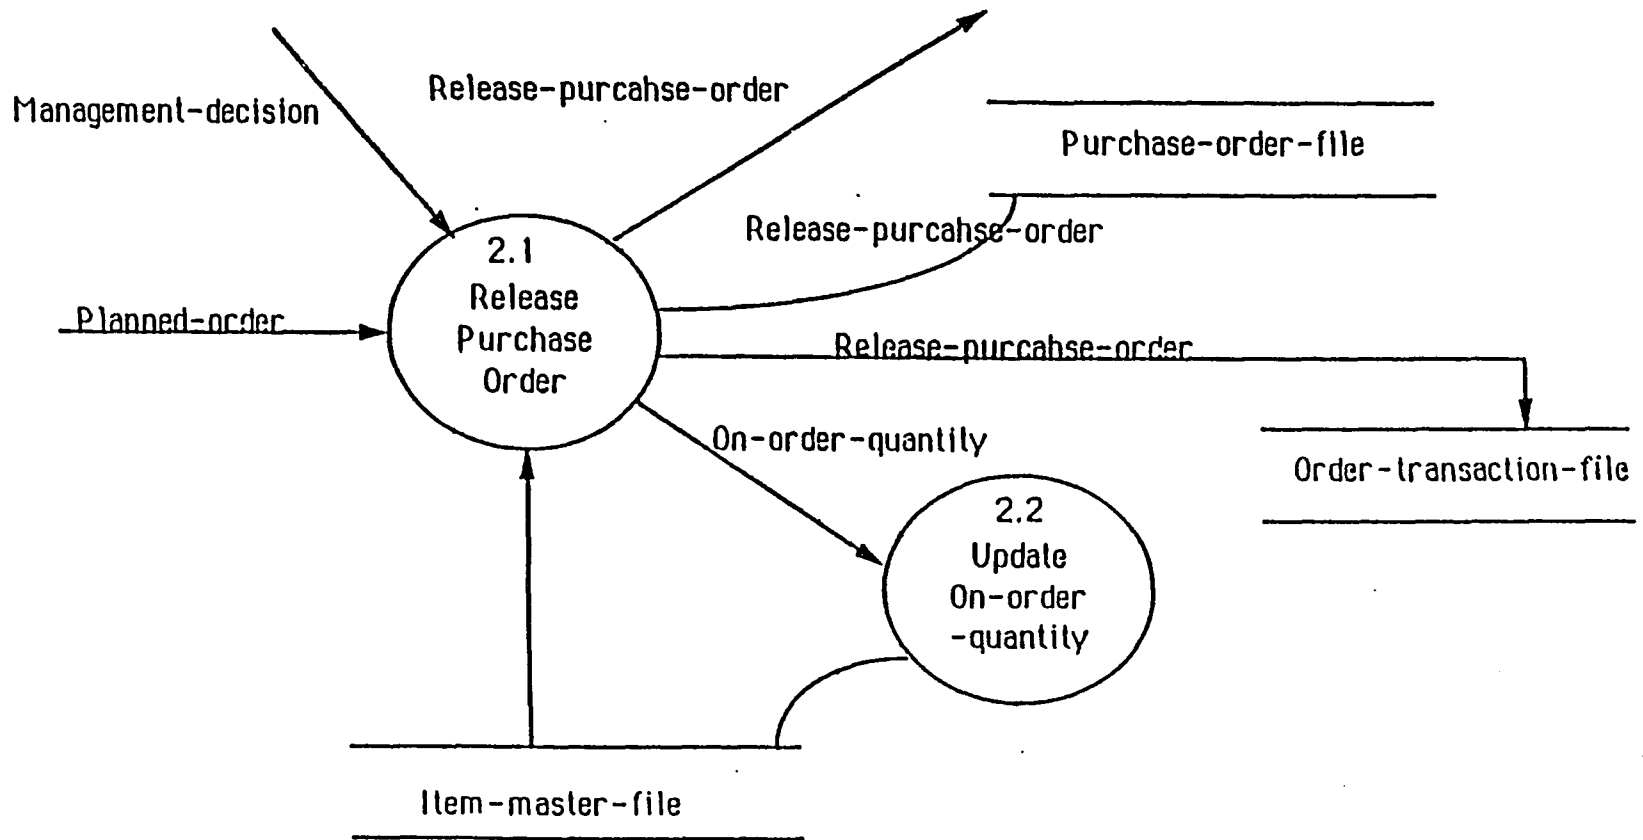 Management-decision
Release-purcahse-order
Purchase-order-file
Release-purcahse-order
2.1
Release
Purchase
Order
Planned-order
Release-purcahse-order
On-order-quantity
Order-transaction-file
2.2
Update
On-order
-quantity
Item-master-file